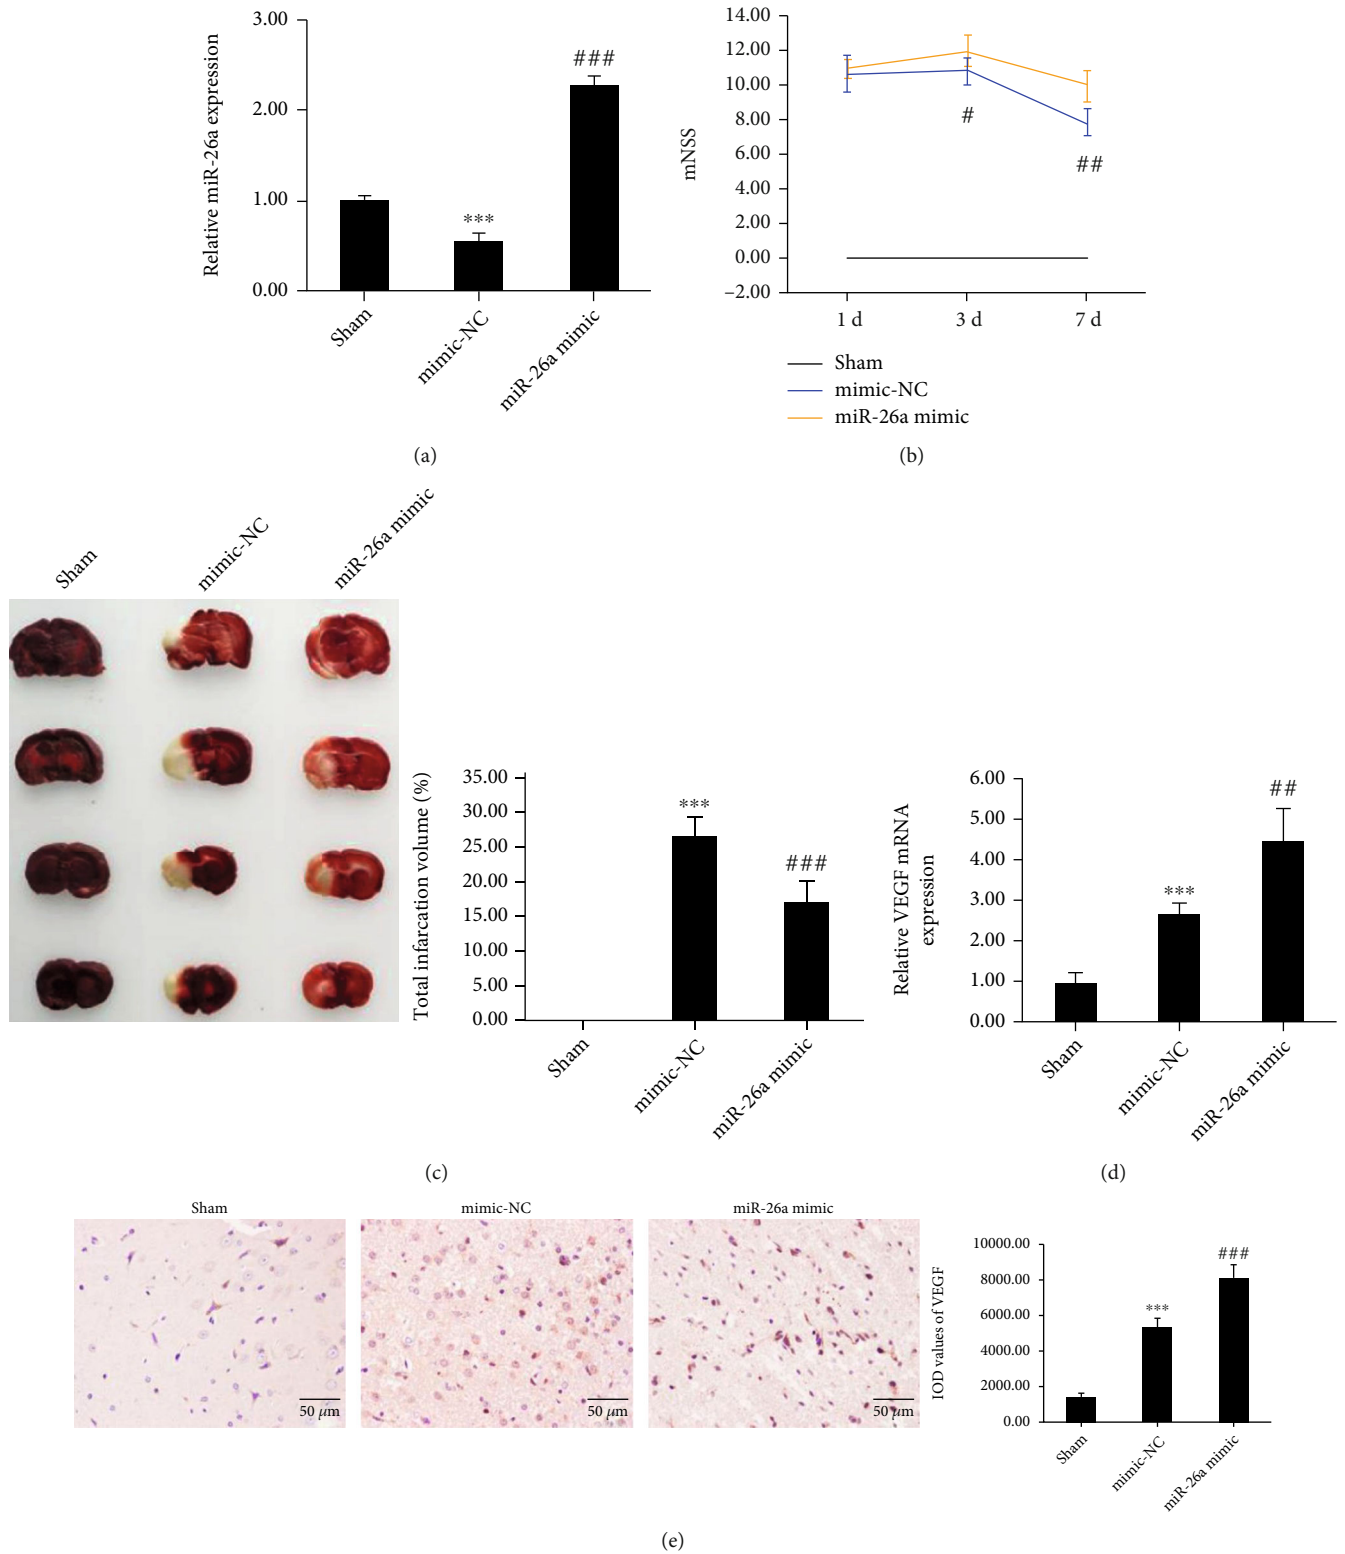 3.00
2.00
1.00
0.00
Relative miR-26a expression
***
###
Sham
mimic-NC
miR-26a mimic
(a)
14.00
12.00
10.00
8.00
6.00
4.00
2.00
0.00
–2.00
mNSS
#
##
1 d
3 d
7 d
Sham
mimic-NC
miR-26a mimic
(b)
Sham
mimic-NC
miR-26a mimic
Total infarcation volume (%)
35.00
30.00
25.00
20.00
15.00
10.00
5.00
0.00
***
###
Sham
mimic-NC
miR-26a mimic
(c)
Relative VEGF mRNA
expression
6.00
5.00
4.00
3.00
2.00
1.00
0.00
***
##
Sham
mimic-NC
miR-26a mimic
(d)
Sham
mimic-NC
miR-26a mimic
50 μm
50 μm
50 μm
IOD values of VEGF
10000.00
8000.00
6000.00
4000.00
2000.00
0.00
***
###
Sham
mimic-NC
miR-26a mimic
(e)